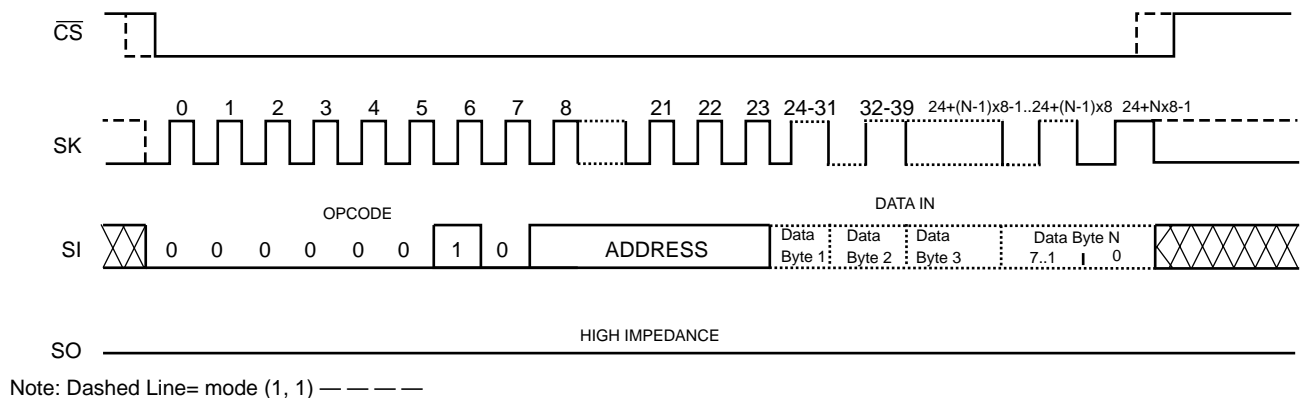 CS
0 1 2 3 4 5 6 7 8 21 22 23 24-31 32-39 24+(N-1)x8-1..24+(N-1)x8 24+Nx8-1
SK
OPCODE
DATA IN
SI
0 0 0 0 0 0 1 0 ADDRESS
Data Byte 1
Data Byte 2
Data Byte 3
Data Byte N
7..1 0
HIGH IMPEDANCE
SO
Note: Dashed Line= mode (1, 1) — — — —